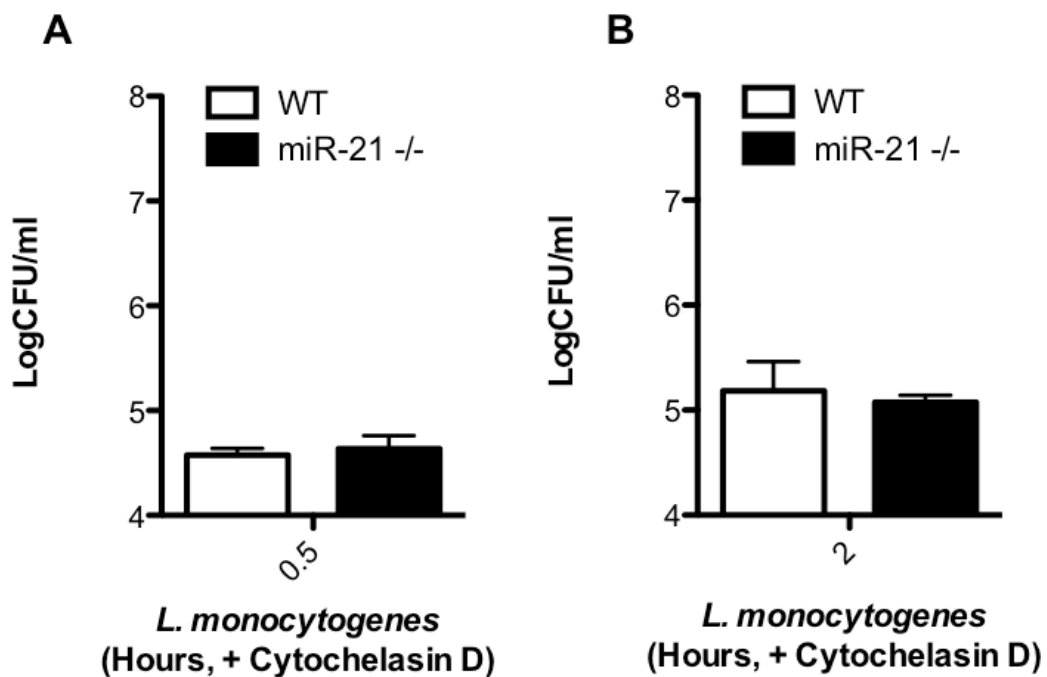 A
8
7
6
5
4
LogCFU/ml
WT
miR-21 -/-
0.5
L. monocytogenes
(Hours, + Cytochelasin D)
B
8
7
6
5
4
LogCFU/ml
WT
miR-21 -/-
2
L. monocytogenes
(Hours, + Cytochelasin D)